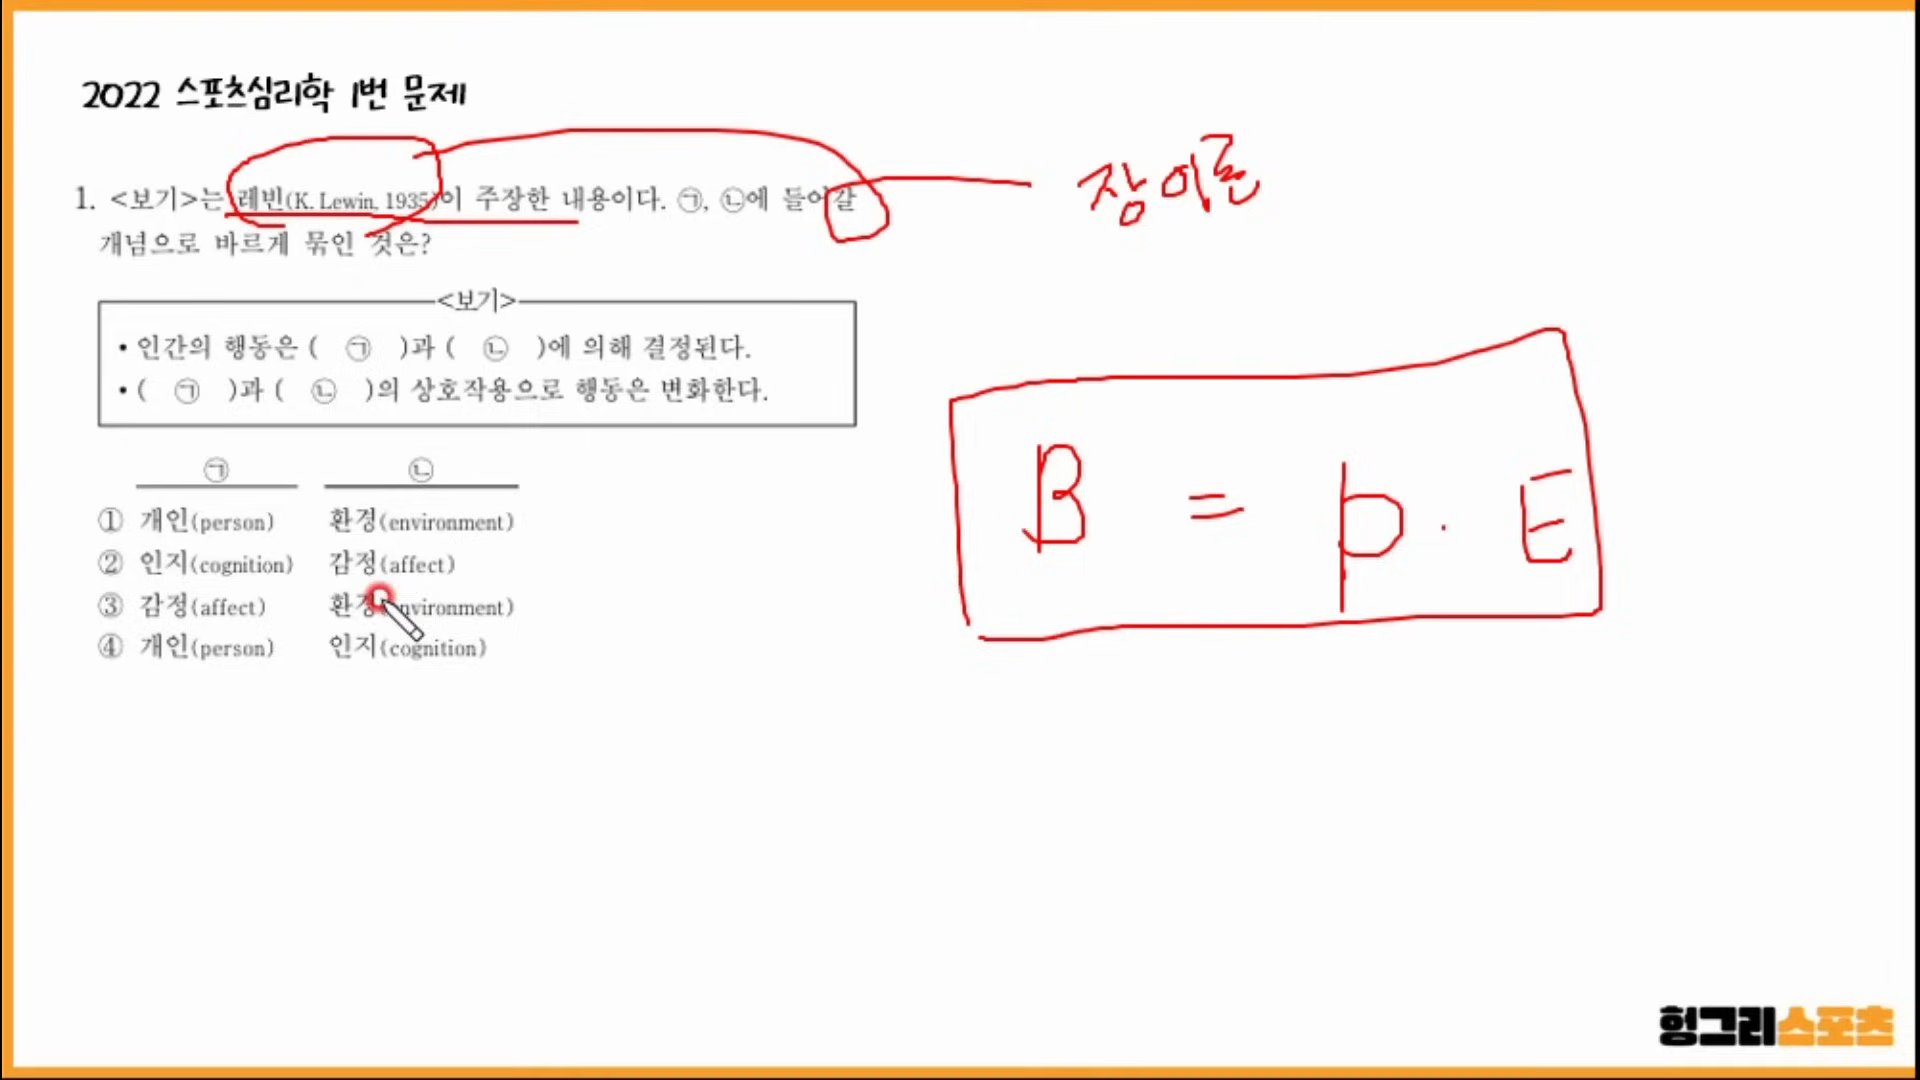 2022 스포츠심리학 1번 문제
1. <보기>는 레빈(K. Lewin, 1935)이 주장한 내용이다. ㉠, ㉡에 들어갈
개념으로 바르게 묶인 것은?
장이론
<보기>
• 인간의 행동은 ( ㉠ )과 ( ㉡ )에 의해 결정된다.
• ( ㉠ )과 ( ㉡ )의 상호작용으로 행동은 변화한다.
㉠ ㉡
① 개인(person) 환경(environment)
② 인지(cognition) 감정(affect)
③ 감정(affect) 환경(environment)
④ 개인(person) 인지(cognition)
B = P · E
헝그리스포츠